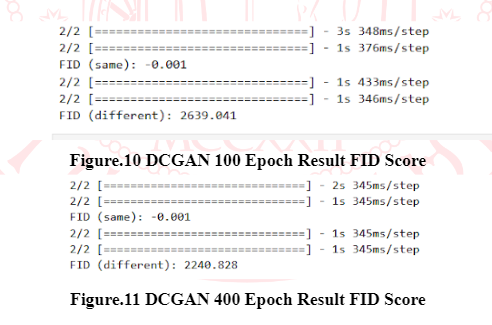 2/2 [==============================] - 3s 348ms/step
2/2 [==============================] - 1s 376ms/step
FID (same): -0.001
2/2 [==============================] - 1s 433ms/step
2/2 [==============================] - 1s 346ms/step
FID (different): 2639.041
Figure.10 DCGAN 100 Epoch Result FID Score
2/2 [==============================] - 2s 345ms/step
2/2 [==============================] - 1s 345ms/step
FID (same): -0.001
2/2 [==============================] - 1s 345ms/step
2/2 [==============================] - 1s 345ms/step
FID (different): 2240.828
Figure.11 DCGAN 400 Epoch Result FID Score